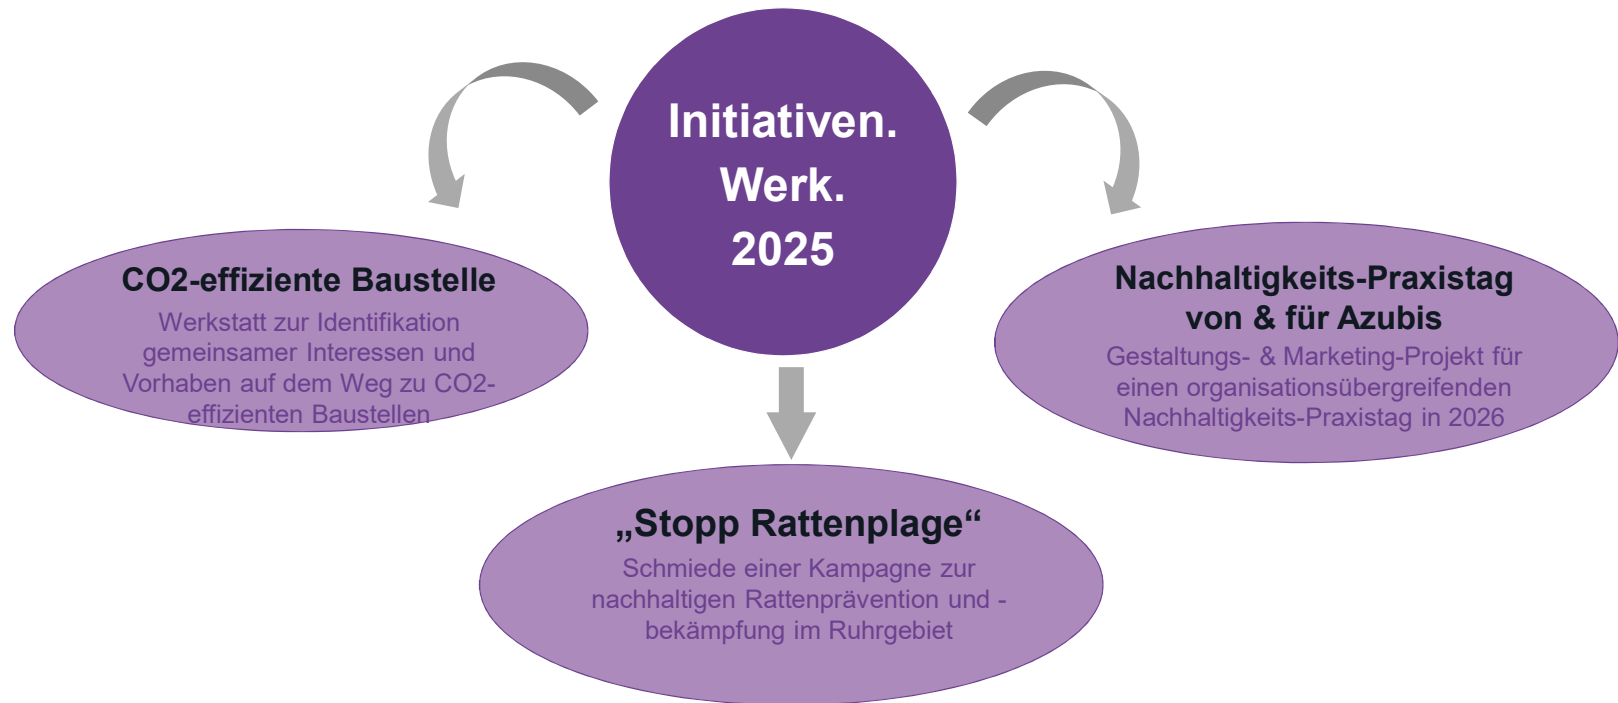 Initiativen.
Werk.
2025
CO2-effiziente Baustelle
Werkstatt zur Identifikation
gemeinsamer Interessen und
Vorhaben auf dem Weg zu CO2-
effizienten Baustellen
Nachhaltigkeits-Praxistag
von & für Azubis
Gestaltungs- & Marketing-Projekt für
einen organisationsübergreifenden
Nachhaltigkeits-Praxistag in 2026
„Stopp Rattenplage“
Schmiede einer Kampagne zur
nachhaltigen Rattenprävention und -
bekämpfung im Ruhrgebiet